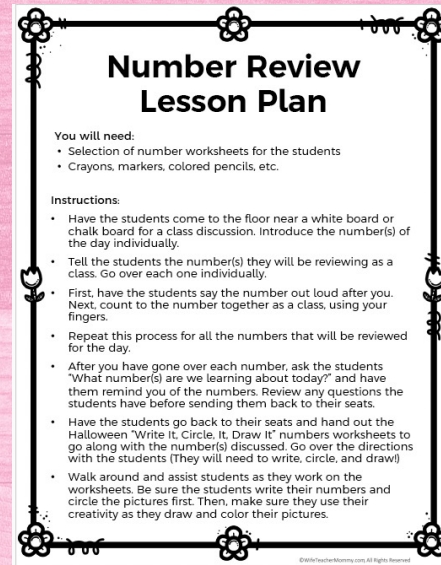 Number Review
Lesson Plan
You will need:
• Selection of number worksheets for the students
• Crayons, markers, colored pencils, etc.
Instructions:
• Have the students come to the floor near a white board or
chalk board for a class discussion. Introduce the number(s) of
the day individually.
• Tell the students the number(s) they will be reviewing as a
class. Go over each one individually.
• First, have the students say the number out loud after you.
Next, count to the number together as a class, using your
fingers.
• Repeat this process for all the numbers that will be reviewed
for the day.
• After you have gone over each number, ask the students
"What number(s) are we learning about today?" and have
them remind you of the numbers. Review any questions the
students have before sending them back to their seats.
• Have the students go back to their seats and hand out the
Halloween "Write It, Circle, It, Draw It" numbers worksheets to
go along with the number(s) discussed. Go over the directions
with the students (They will need to write, circle, and draw!)
• Walk around and assist students as they work on the
worksheets. Be sure the students write their numbers and
circle the pictures first. Then, make sure they use their
creativity as they draw and color their pictures.
©WifeTeacherMommy.com, All Rights Reserved